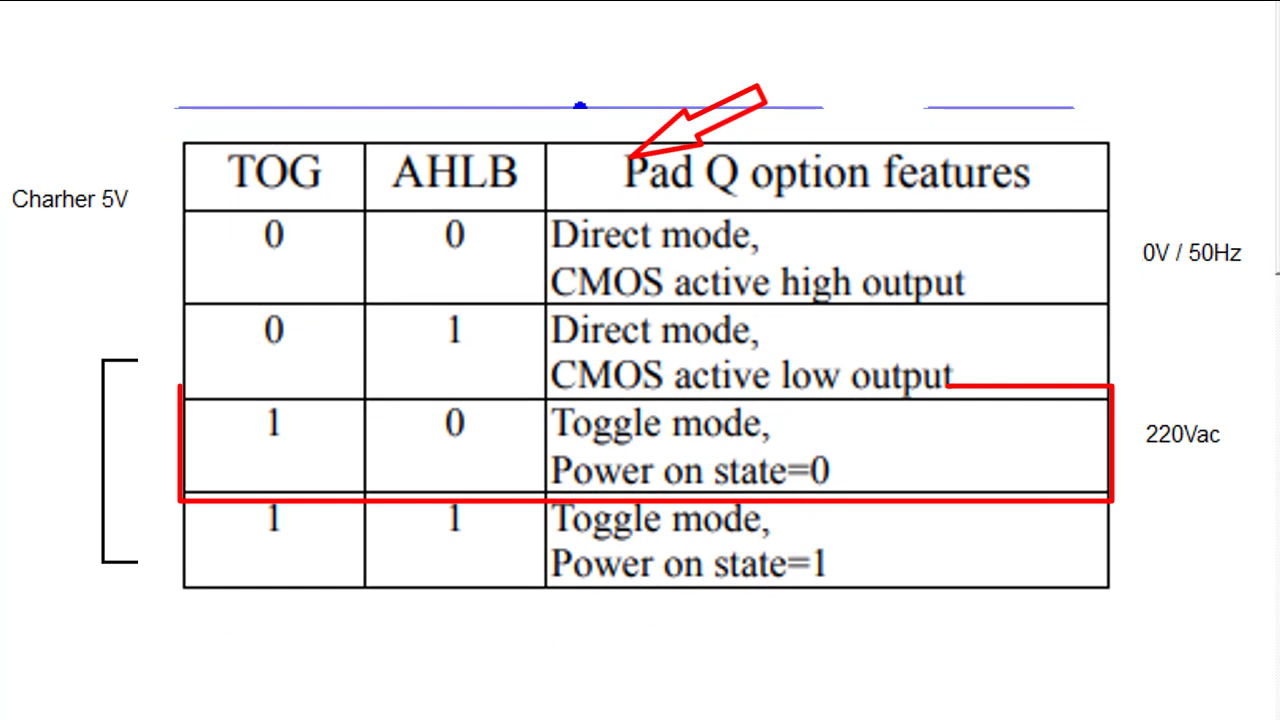 TOG AHLB Pad Q option features
Charher 5V
0 0 Direct mode,
CMOS active high output
0V / 50Hz
0 1 Direct mode,
CMOS active low output
1 0 Toggle mode,
Power on state=0
220Vac
1 1 Toggle mode,
Power on state=1